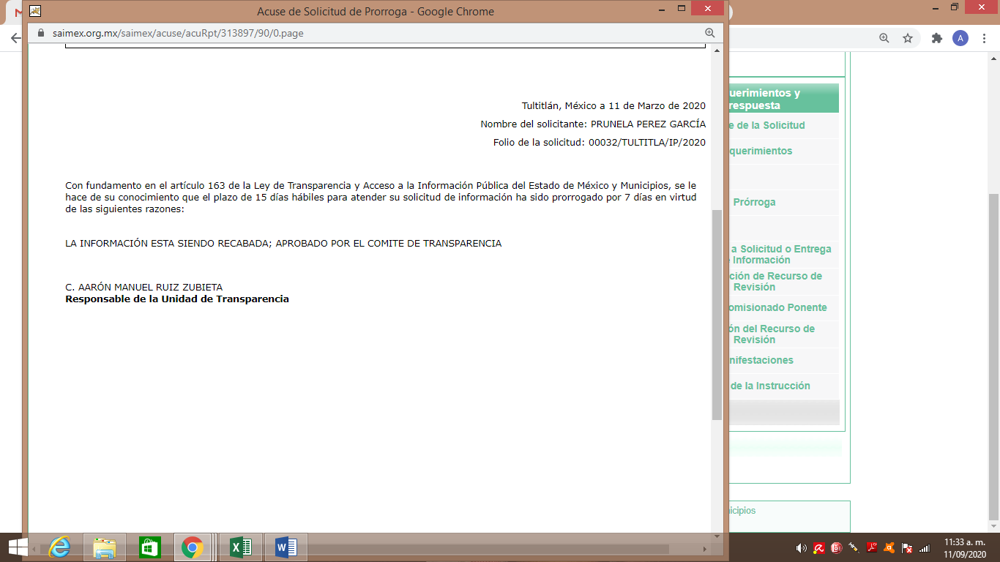 Acuse de Solicitud de Prorroga - Google Chrome
saimex.org.mx/saimex/acuse/acuRpt/313897/90/0.page
A
Tultitlán, México a 11 de Marzo de 2020
Nombre del solicitante: PRUNELA PEREZ GARCÍA
Folio de la solicitud: 00032/TULTITLA/IP/2020
Con fundamento en el artículo 163 de la Ley de Transparencia y Acceso a la Información Pública del Estado de México y Municipios, se le
hace de su conocimiento que el plazo de 15 días hábiles para atender su solicitud de información ha sido prorrogado por 7 días en virtud
de las siguientes razones:
LA INFORMACIÓN ESTA SIENDO RECABADA; APROBADO POR EL COMITE DE TRANSPARENCIA
C. AARÓN MANUEL RUIZ ZUBIETA
Responsable de la Unidad de Transparencia
uerimientos y
respuesta
e de la Solicitud
querimientos
Prórroga
a Solicitud o Entrega
Información
ción de Recurso de
Revisión
omisionado Ponente
ón del Recurso de
Revisión
nifestaciones
de la Instrucción
nicipios
11:33 a. m.
11/09/2020